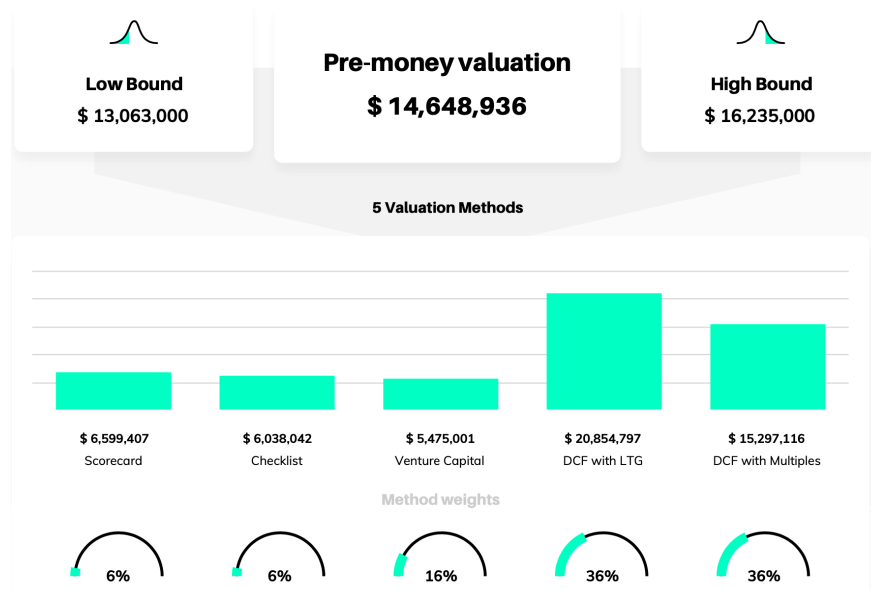 Low Bound
$ 13,063,000
Pre-money valuation
$ 14,648,936
High Bound
$ 16,235,000
5 Valuation Methods
$ 6,599,407
Scorecard
$ 6,038,042
Checklist
$ 5,475,001
Venture Capital
$ 20,854,797
DCF with LTG
$ 15,297,116
DCF with Multiples
Method weights
6%
6%
16%
36%
36%